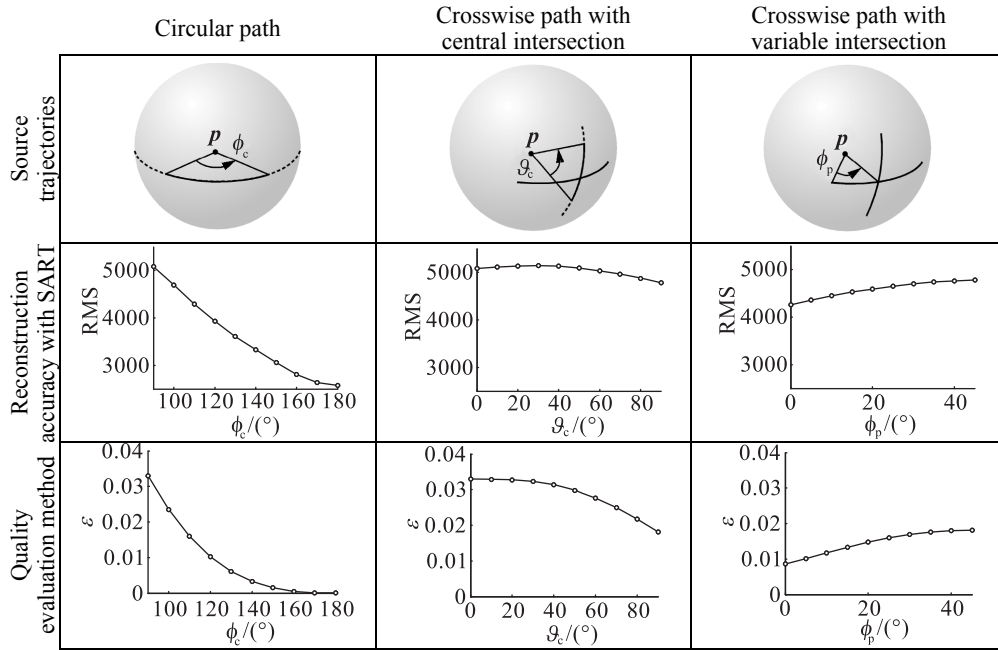 Circular path
Crosswise path with
central intersection
Crosswise path with
variable intersection
Source
trajectories
p
ϕc
p
ϑc
p
ϕp
Reconstruction
accuracy with SART
RMS
5000
4000
3000
100 120 140 160 180
ϕc/(°)
RMS
5000
4000
3000
0 20 40 60 80
ϑc/(°)
RMS
5000
4000
3000
0 20 40
ϕp/(°)
Quality
evaluation method
ε
0.04
0.03
0.02
0.01
0
100 120 140 160 180
ϕc/(°)
ε
0.04
0.03
0.02
0.01
0
0 20 40 60 80
ϑc/(°)
ε
0.04
0.03
0.02
0.01
0
0 20 40
ϕp/(°)